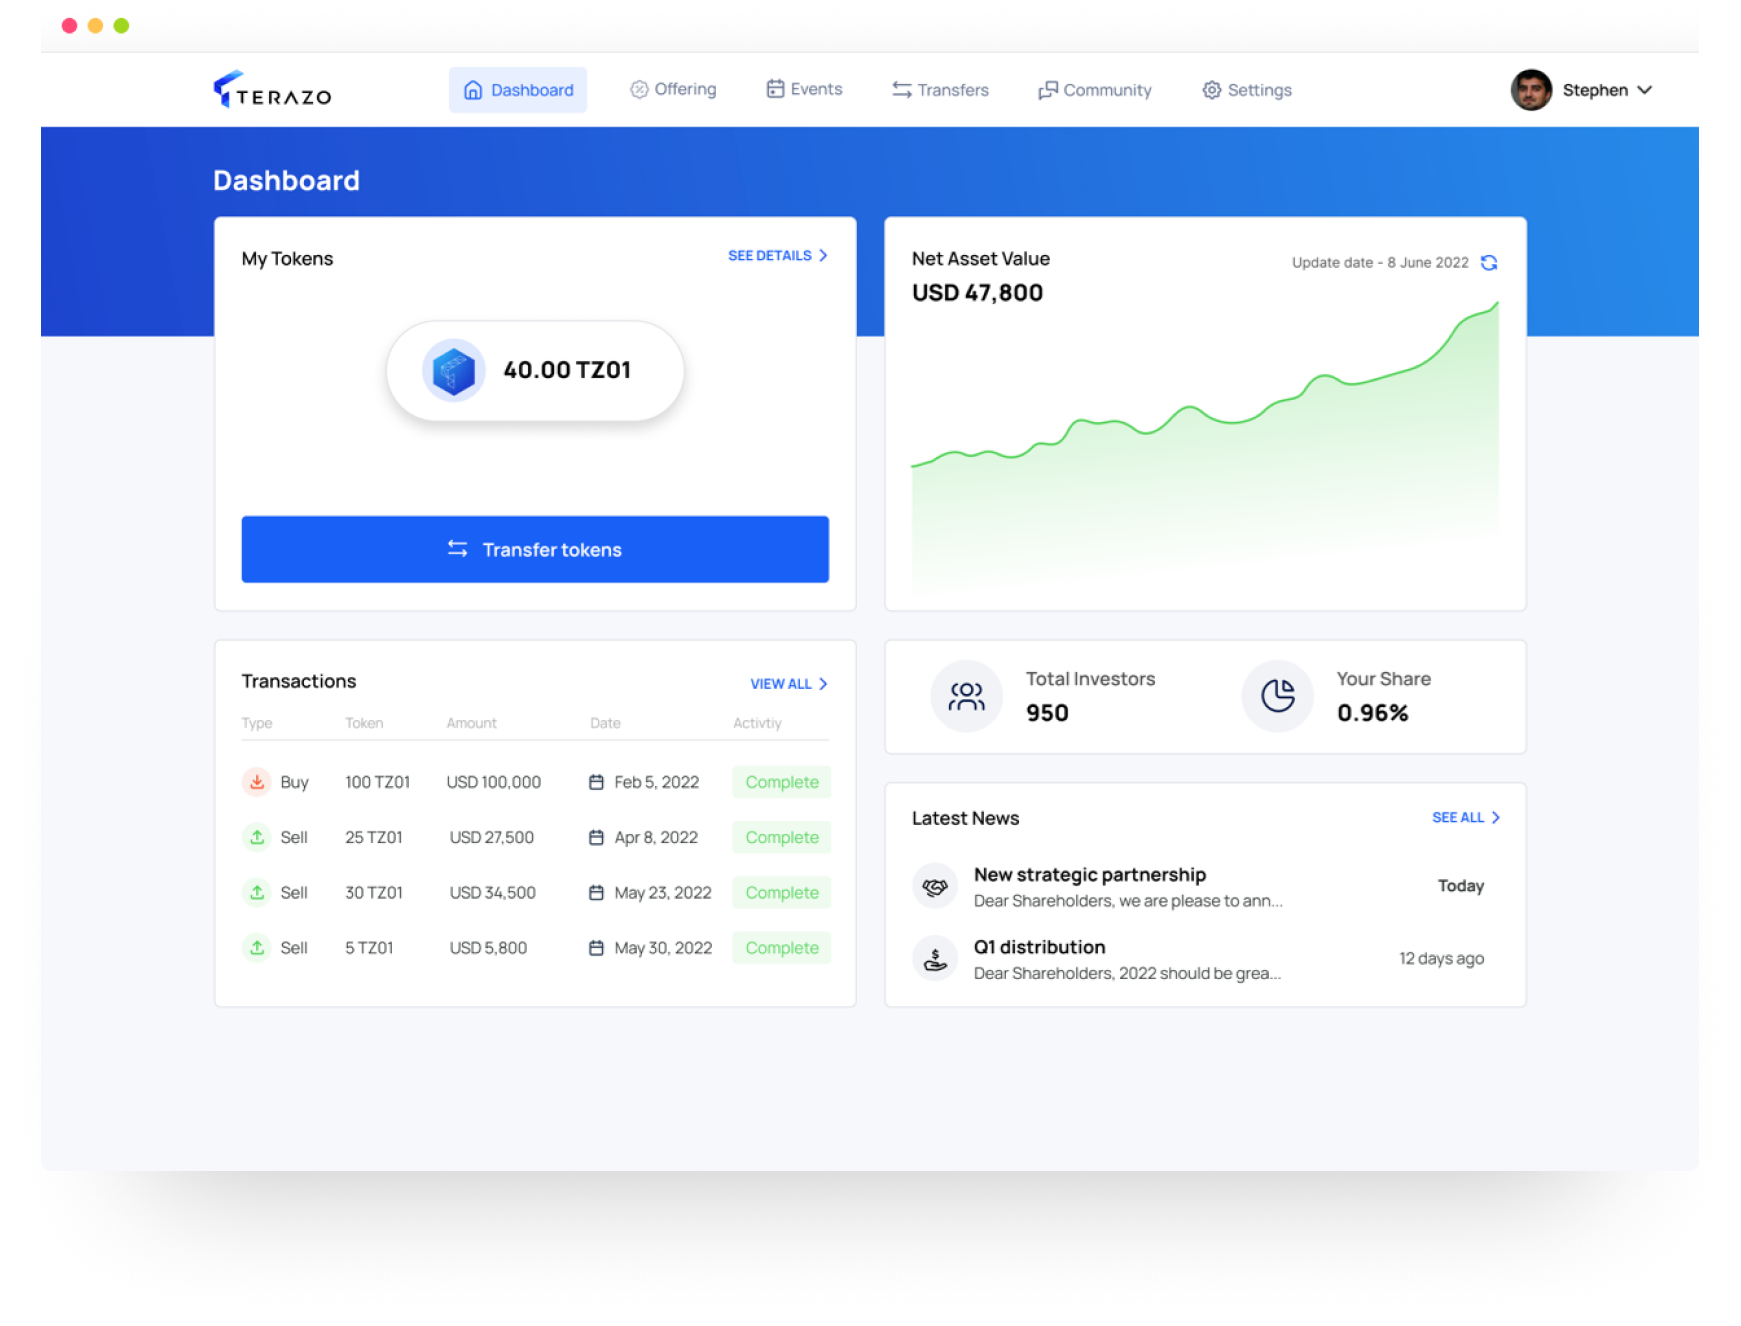 TERAZO
Dashboard
Offering
Events
Transfers
Community
Settings
Stephen
Dashboard
My Tokens
SEE DETAILS
40.00 TZ01
Transfer tokens
Net Asset Value
Update date - 8 June 2022
USD 47,800
Transactions
VIEW ALL
Type Token Amount Date Activtiy
Buy 100 TZ01 USD 100,000 Feb 5, 2022 Complete
Sell 25 TZ01 USD 27,500 Apr 8, 2022 Complete
Sell 30 TZ01 USD 34,500 May 23, 2022 Complete
Sell 5 TZ01 USD 5,800 May 30, 2022 Complete
Total Investors
950
Your Share
0.96%
Latest News
SEE ALL
New strategic partnership
Dear Shareholders, we are please to ann...
Today
Q1 distribution
Dear Shareholders, 2022 should be grea...
12 days ago